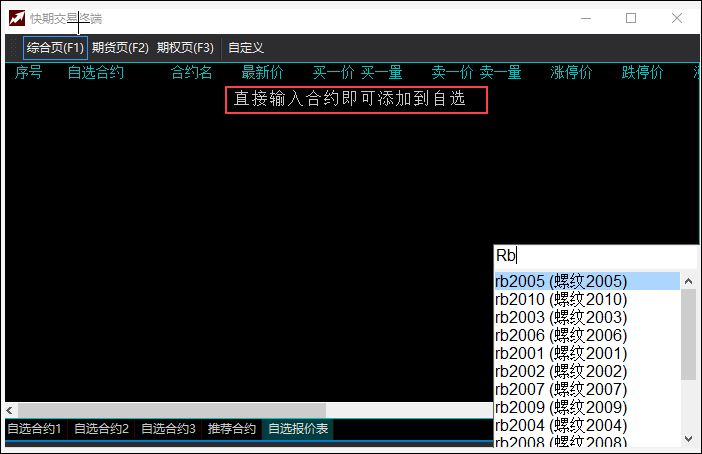 快期交易终端
综合页(F1) 期货页(F2) 期权页(F3) 自定义
序号 自选合约 合约名 最新价 买一价 买一量 卖一价 卖一量 涨停价 跌停价
直接输入合约即可添加到自选
Rb
rb2005 (螺纹2005)
rb2010 (螺纹2010)
rb2003 (螺纹2003)
rb2006 (螺纹2006)
rb2001 (螺纹2001)
rb2002 (螺纹2002)
rb2007 (螺纹2007)
rb2009 (螺纹2009)
rb2004 (螺纹2004)
rb2008 (螺纹2008)
自选合约1 自选合约2 自选合约3 推荐合约 自选报价表